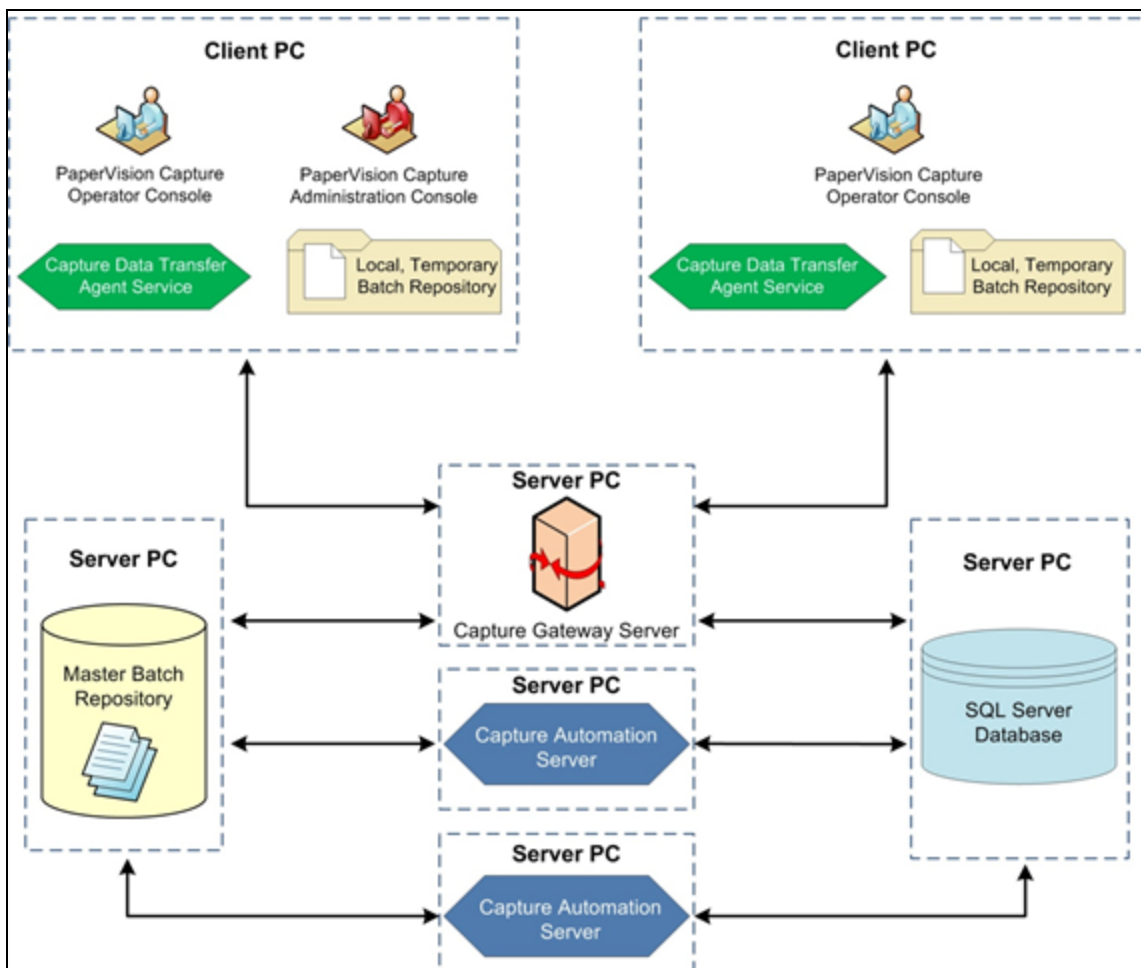 Client PC
PaperVision Capture
Operator Console
PaperVision Capture
Administration Console
Capture Data Transfer
Agent Service
Local, Temporary
Batch Repository
Client PC
PaperVision Capture
Operator Console
Capture Data Transfer
Agent Service
Local, Temporary
Batch Repository
Server PC
Capture Gateway Server
Server PC
Master Batch
Repository
Server PC
SQL Server
Database
Server PC
Capture Automation
Server
Server PC
Capture Automation
Server